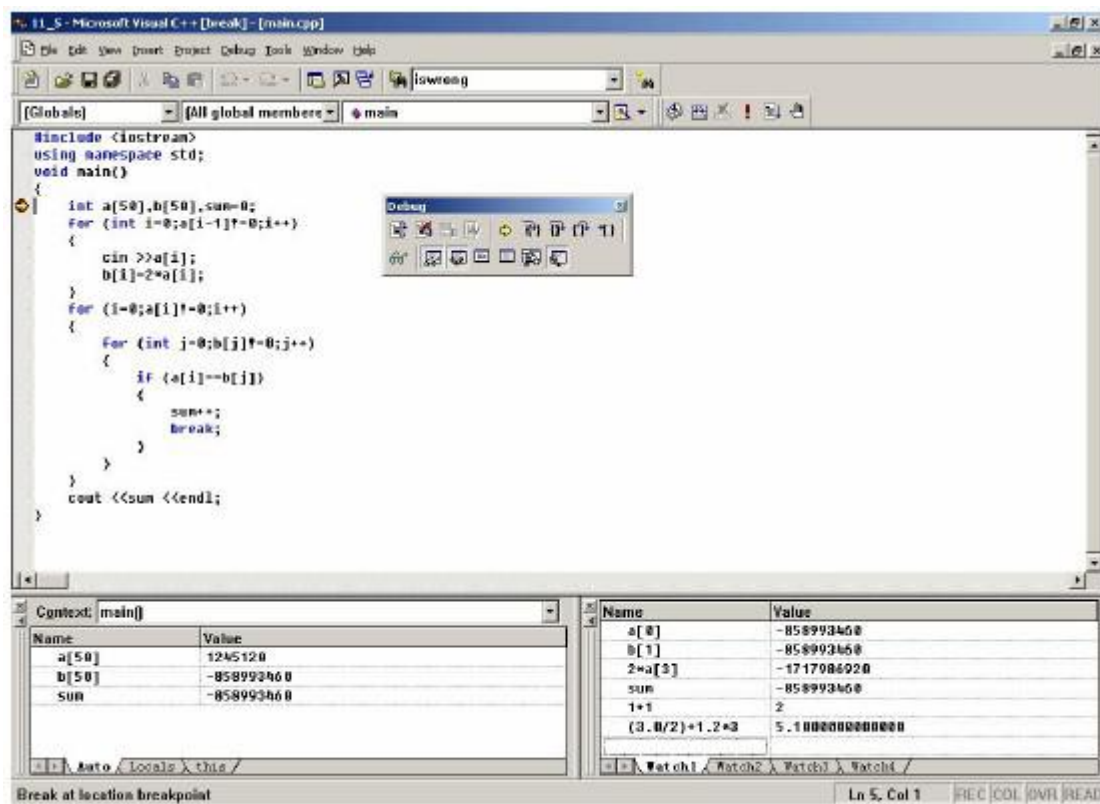 11_5 - Microsoft Visual C++ [break] - [main.cpp]
File Edit View Insert Project Debug Tools Window Help
iswrong
(Globals) (All global members main
#include <iostream>
using namespace std;
void main()
{
int a[50],b[50],sum=0;
for (int i=0;a[i-1]!=0;i++)
{
cin >>a[i];
b[i]=2*a[i];
}
for (i=0;a[i]!=0;i++)
{
for (int j=0;b[j]!=0;j++)
{
if (a[i]==b[j])
{
sum++;
break;
}
}
}
cout <<sum <<endl;
}
Debug
Context: main()
Name Value
a[50] 1245120
b[50] -858993460
sum -858993460
Auto Locals this
Name Value
a[0] -858993460
b[1] -858993460
2*a[3] -1717986920
sum -858993460
1+1 2
(3.0/2)+1.2*3 5.1000000000000
Watch1 Watch2 Watch3 Watch4
Break at location breakpoint Ln 5, Col 1 REC COL OVR READ